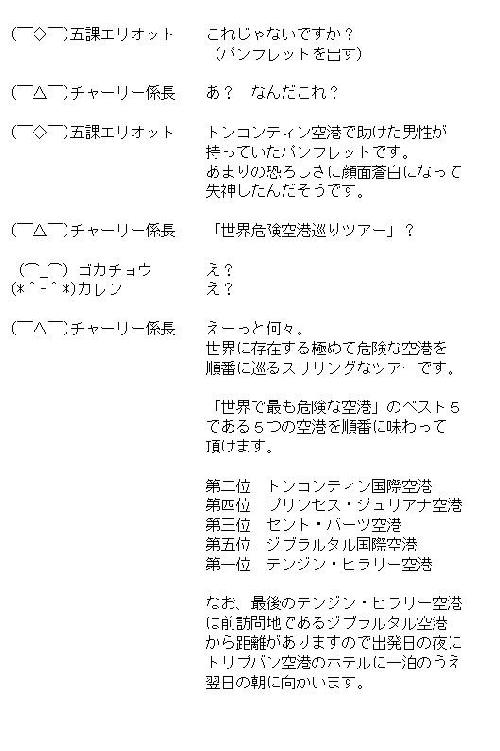 (￣◇￣)五課エリオット　これじゃないですか？
（パンフレットを出す）
(￣△￣)チャーリー係長　あ？　なんだこれ？
(￣◇￣)五課エリオット　トンコンティン空港で助けた男性が
持っていたパンフレットです。
あまりの恐ろしさに顔面蒼白になって
失神したんだそうです。
(￣△￣)チャーリー係長　「世界危険空港巡りツアー」？
(⌒_⌒) ゴカチョウ　え？
(*＾-＾*)カレン　え？
(￣△￣)チャーリー係長　えーっと何々。
世界に存在する極めて危険な空港を
順番に巡るスリリングなツアーです。
「世界で最も危険な空港」のベスト５
である５つの空港を順番に味わって
頂けます。
第二位　トンコンティン国際空港
第四位　プリンセス・ジュリアナ空港
第三位　セント・バーツ空港
第五位　ジブラルタル国際空港
第一位　テンジン・ヒラリー空港
なお、最後のテンジン・ヒラリー空港
に前訪問地であるジブラルタル空港
から距離がありますので出発日の夜に
トリブバン空港のホテルに一泊のうえ
翌日の朝に向かいます。